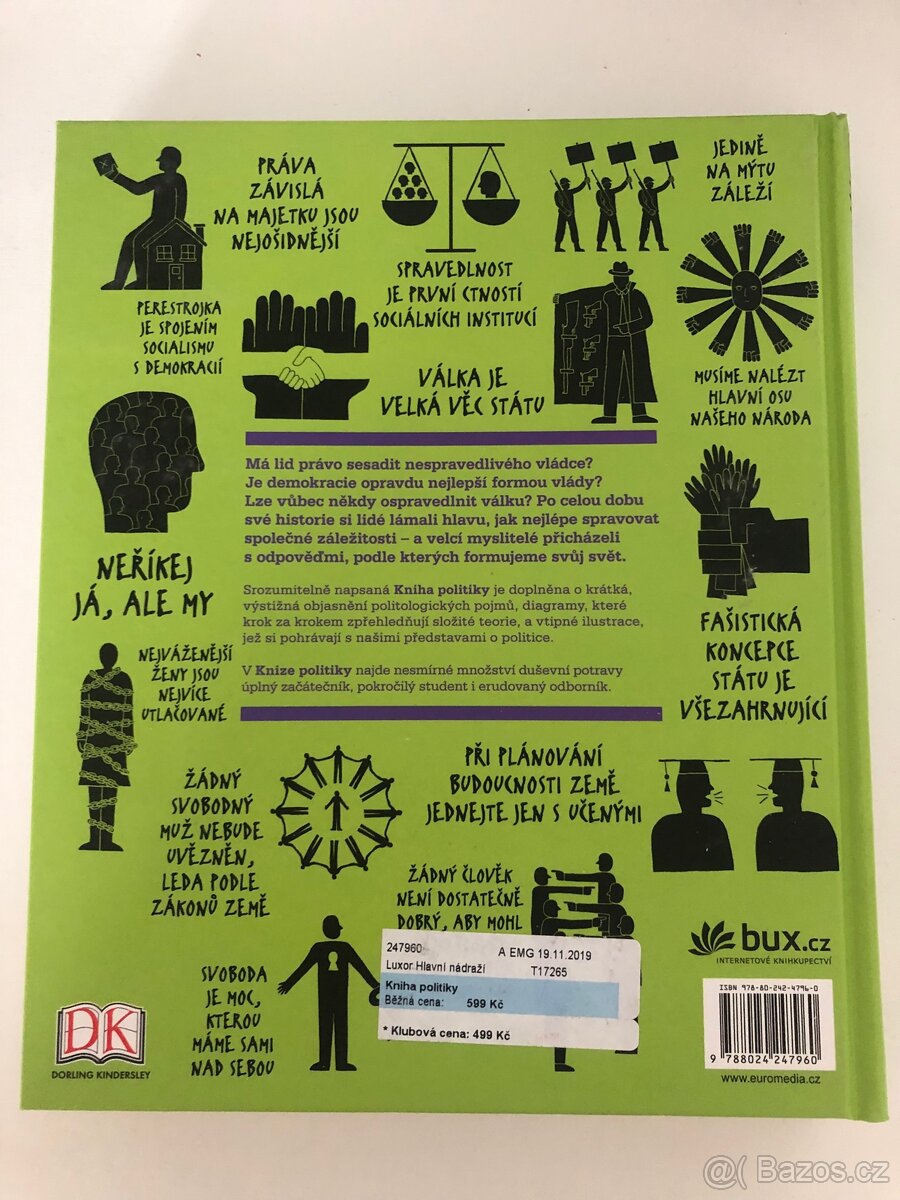 PRÁVA
ZÁVISLÁ
NA MAJETKU JSOU
NEJOŠIDNĚJŠÍ
JEDINĚ
NA MÝTU
ZÁLEŽÍ
SPRAVEDLNOST
JE PRVNÍ CTNOSTÍ
SOCIÁLNÍCH INSTITUCÍ
PERESTROJKA
JE SPOJENÍM
SOCIALISMU
S DEMOKRACIÍ
VÁLKA JE
VELKÁ VĚC STÁTU
MUSÍME NALÉZT
HLAVNÍ OSU
NAŠEHO NÁRODA
Má lid právo sesadit nespravedlivého vládce?
Je demokracie opravdu nejlepší formou vlády?
Lze vůbec někdy ospravedlnit válku? Po celou dobu
své historie si lidé lámali hlavu, jak nejlépe spravovat
společné záležitosti – a velcí myslitelé přicházeli
s odpověďmi, podle kterých formujeme svůj svět.
Srozumitelně napsaná Kniha politiky je doplněna o krátká,
výstižná objasnění politologických pojmů, diagramy, které
krok za krokem zpřehledňují složité teorie, a vtipné ilustrace,
jež si pohrávají s našimi představami o politice.
V Knize politiky najde nesmírné množství duševní potravy
úplný začátečník, pokročilý student i erudovaný odborník.
NEŘÍKEJ
JÁ, ALE MY
FAŠISTICKÁ
KONCEPCE
STÁTU JE
VŠEZAHRNUJÍCÍ
NEJVÁŽENĚJŠÍ
ŽENY JSOU
NEJVÍCE
UTLAČOVANÉ
ŽÁDNÝ
SVOBODNÝ
MUŽ NEBUDE
UVĚZNĚN,
LEDA PODLE
ZÁKONŮ ZEMĚ
PŘI PLÁNOVÁNÍ
BUDOUCNOSTI ZEMĚ
JEDNEJTE JEN S UČENÝMI
ŽÁDNÝ ČLOVĚK
NENÍ DOSTATEČNĚ
DOBRÝ, ABY MOHL
SVOBODA
JE MOC,
KTEROU
MÁME SAMI
NAD SEBOU
247960 A EMG 19.11.2019
Luxor Hlavní nádraží T17265
Kniha politiky
Běžná cena: 599 Kč
* Klubová cena: 499 Kč
bux.cz
INTERNETOVÉ KNIHKUPECTVÍ
ISBN 978-80-242-4796-0
9 788024 247960
www.euromedia.cz
DK
DORLING KINDERSLEY
@( Bazos.cz